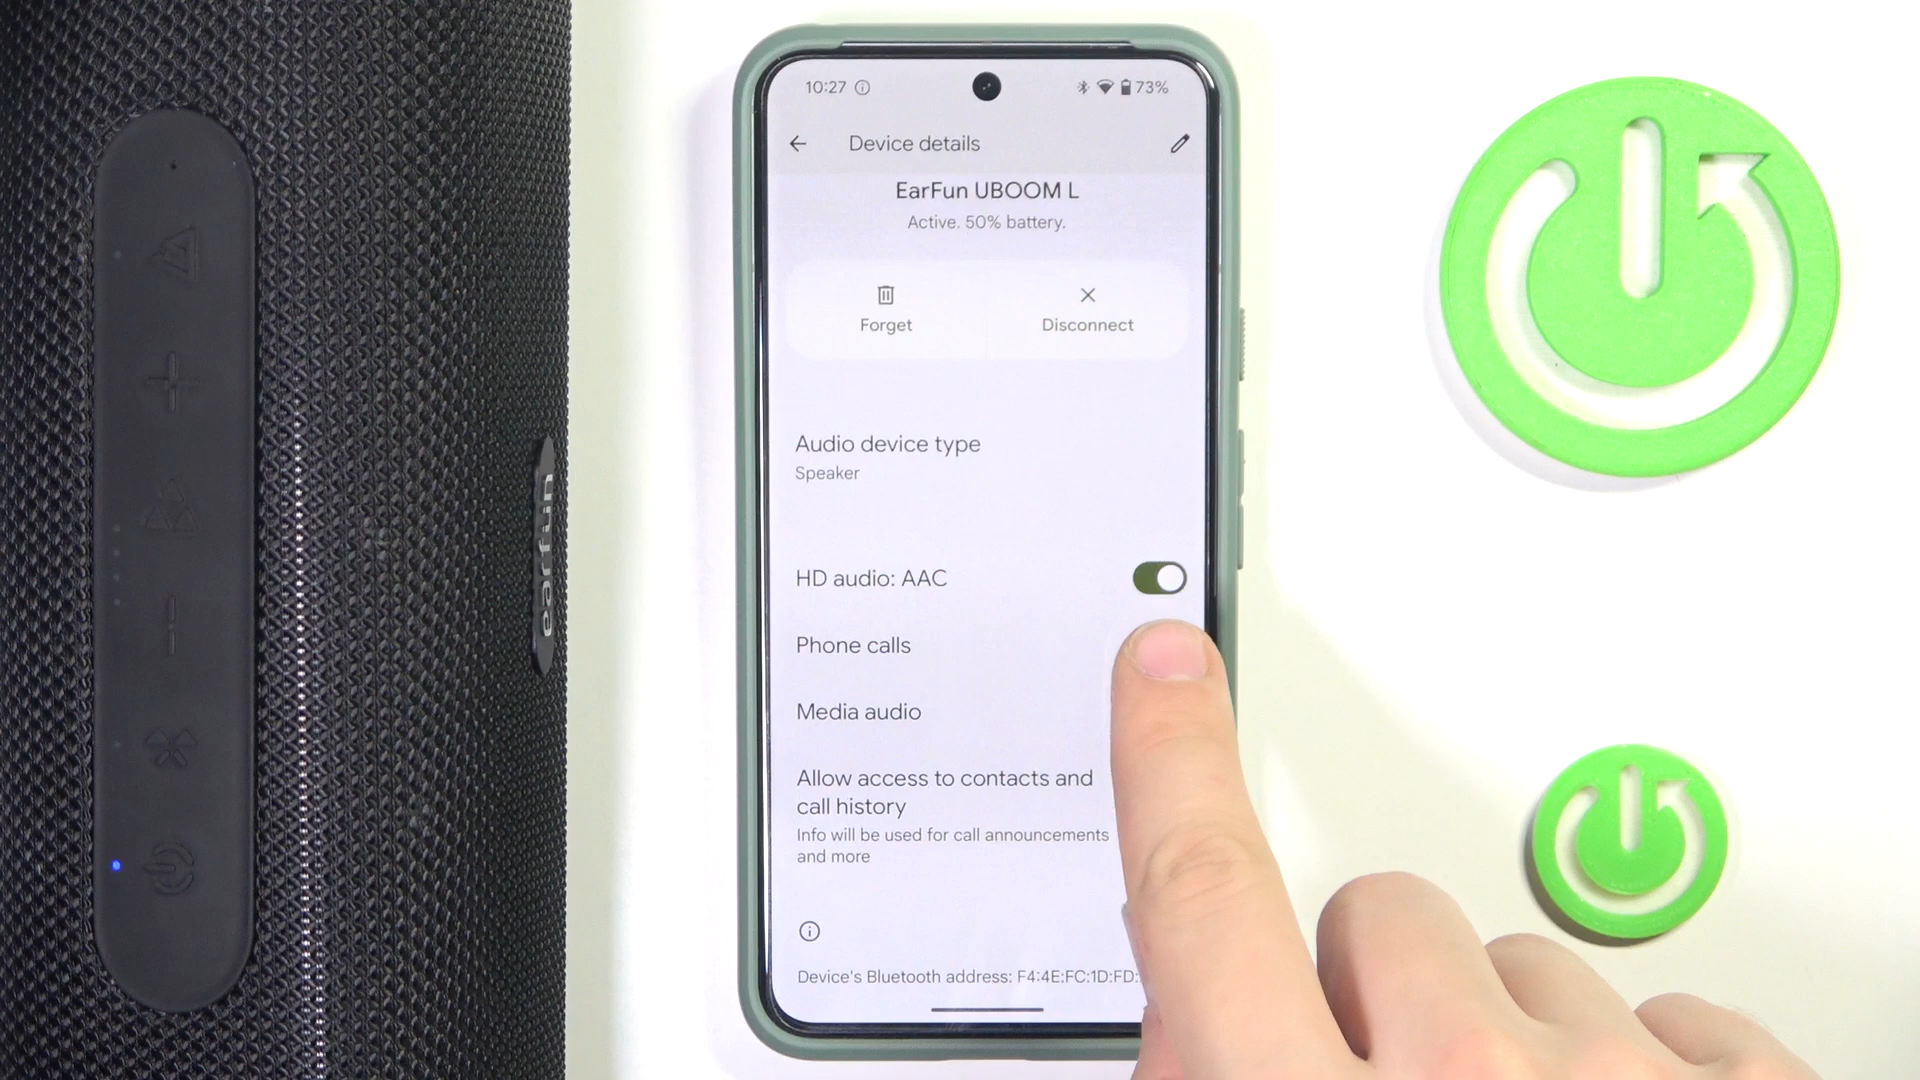 10:27
73%
Device details
EarFun UBOOM L
Active. 50% battery.
Forget
Disconnect
Audio device type
Speaker
HD audio: AAC
Phone calls
Media audio
Allow access to contacts and
call history
Info will be used for call announcements
and more
Device's Bluetooth address: F4:4E:FC:1D:FD:
earfun